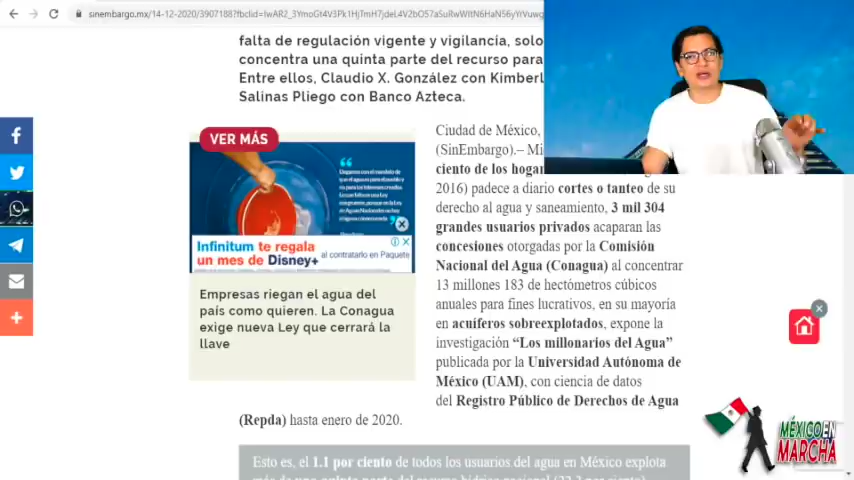 sinembargo.mx/14-12-2020/3907188?fbclid=IwAR2_3YmoGt4V3Pk1HjTmH7jdeL4V2bO57aSuRwWItN6HaN56yYrVuwg
falta de regulación vigente y vigilancia, solo
concentra una quinta parte del recurso para
Entre ellos, Claudio X. González con Kimberl
Salinas Pliego con Banco Azteca.
VER MÁS
Infinitum te regala
un mes de Disney+
al contratarlo en Paquete
Empresas riegan el agua del
país como quieren. La Conagua
exige nueva Ley que cerrará la
llave
Ciudad de México,
(SinEmbargo).– Mi
ciento de los hogar
2016) padece a diario cortes o tanteo de su
derecho al agua y saneamiento, 3 mil 304
grandes usuarios privados acaparan las
concesiones otorgadas por la Comisión
Nacional del Agua (Conagua) al concentrar
13 millones 183 de hectómetros cúbicos
anuales para fines lucrativos, en su mayoría
en acuíferos sobreexplotados, expone la
investigación “Los millonarios del Agua”
publicada por la Universidad Autónoma de
México (UAM), con ciencia de datos
del Registro Público de Derechos de Agua
(Repda) hasta enero de 2020.
Esto es, el 1.1 por ciento de todos los usuarios del agua en México explota
MÉXICO EN
MARCHA